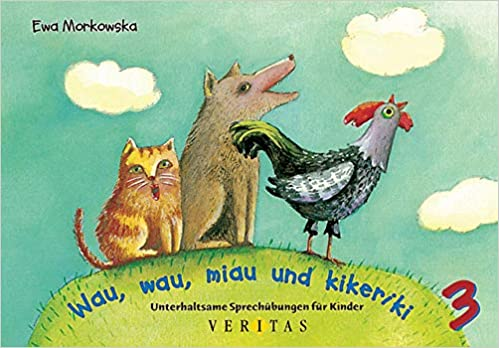 Ewa Morkowska
Wau, wau, miau und kikeriki
3
Unterhaltsame Sprechübungen für Kinder
VERITAS